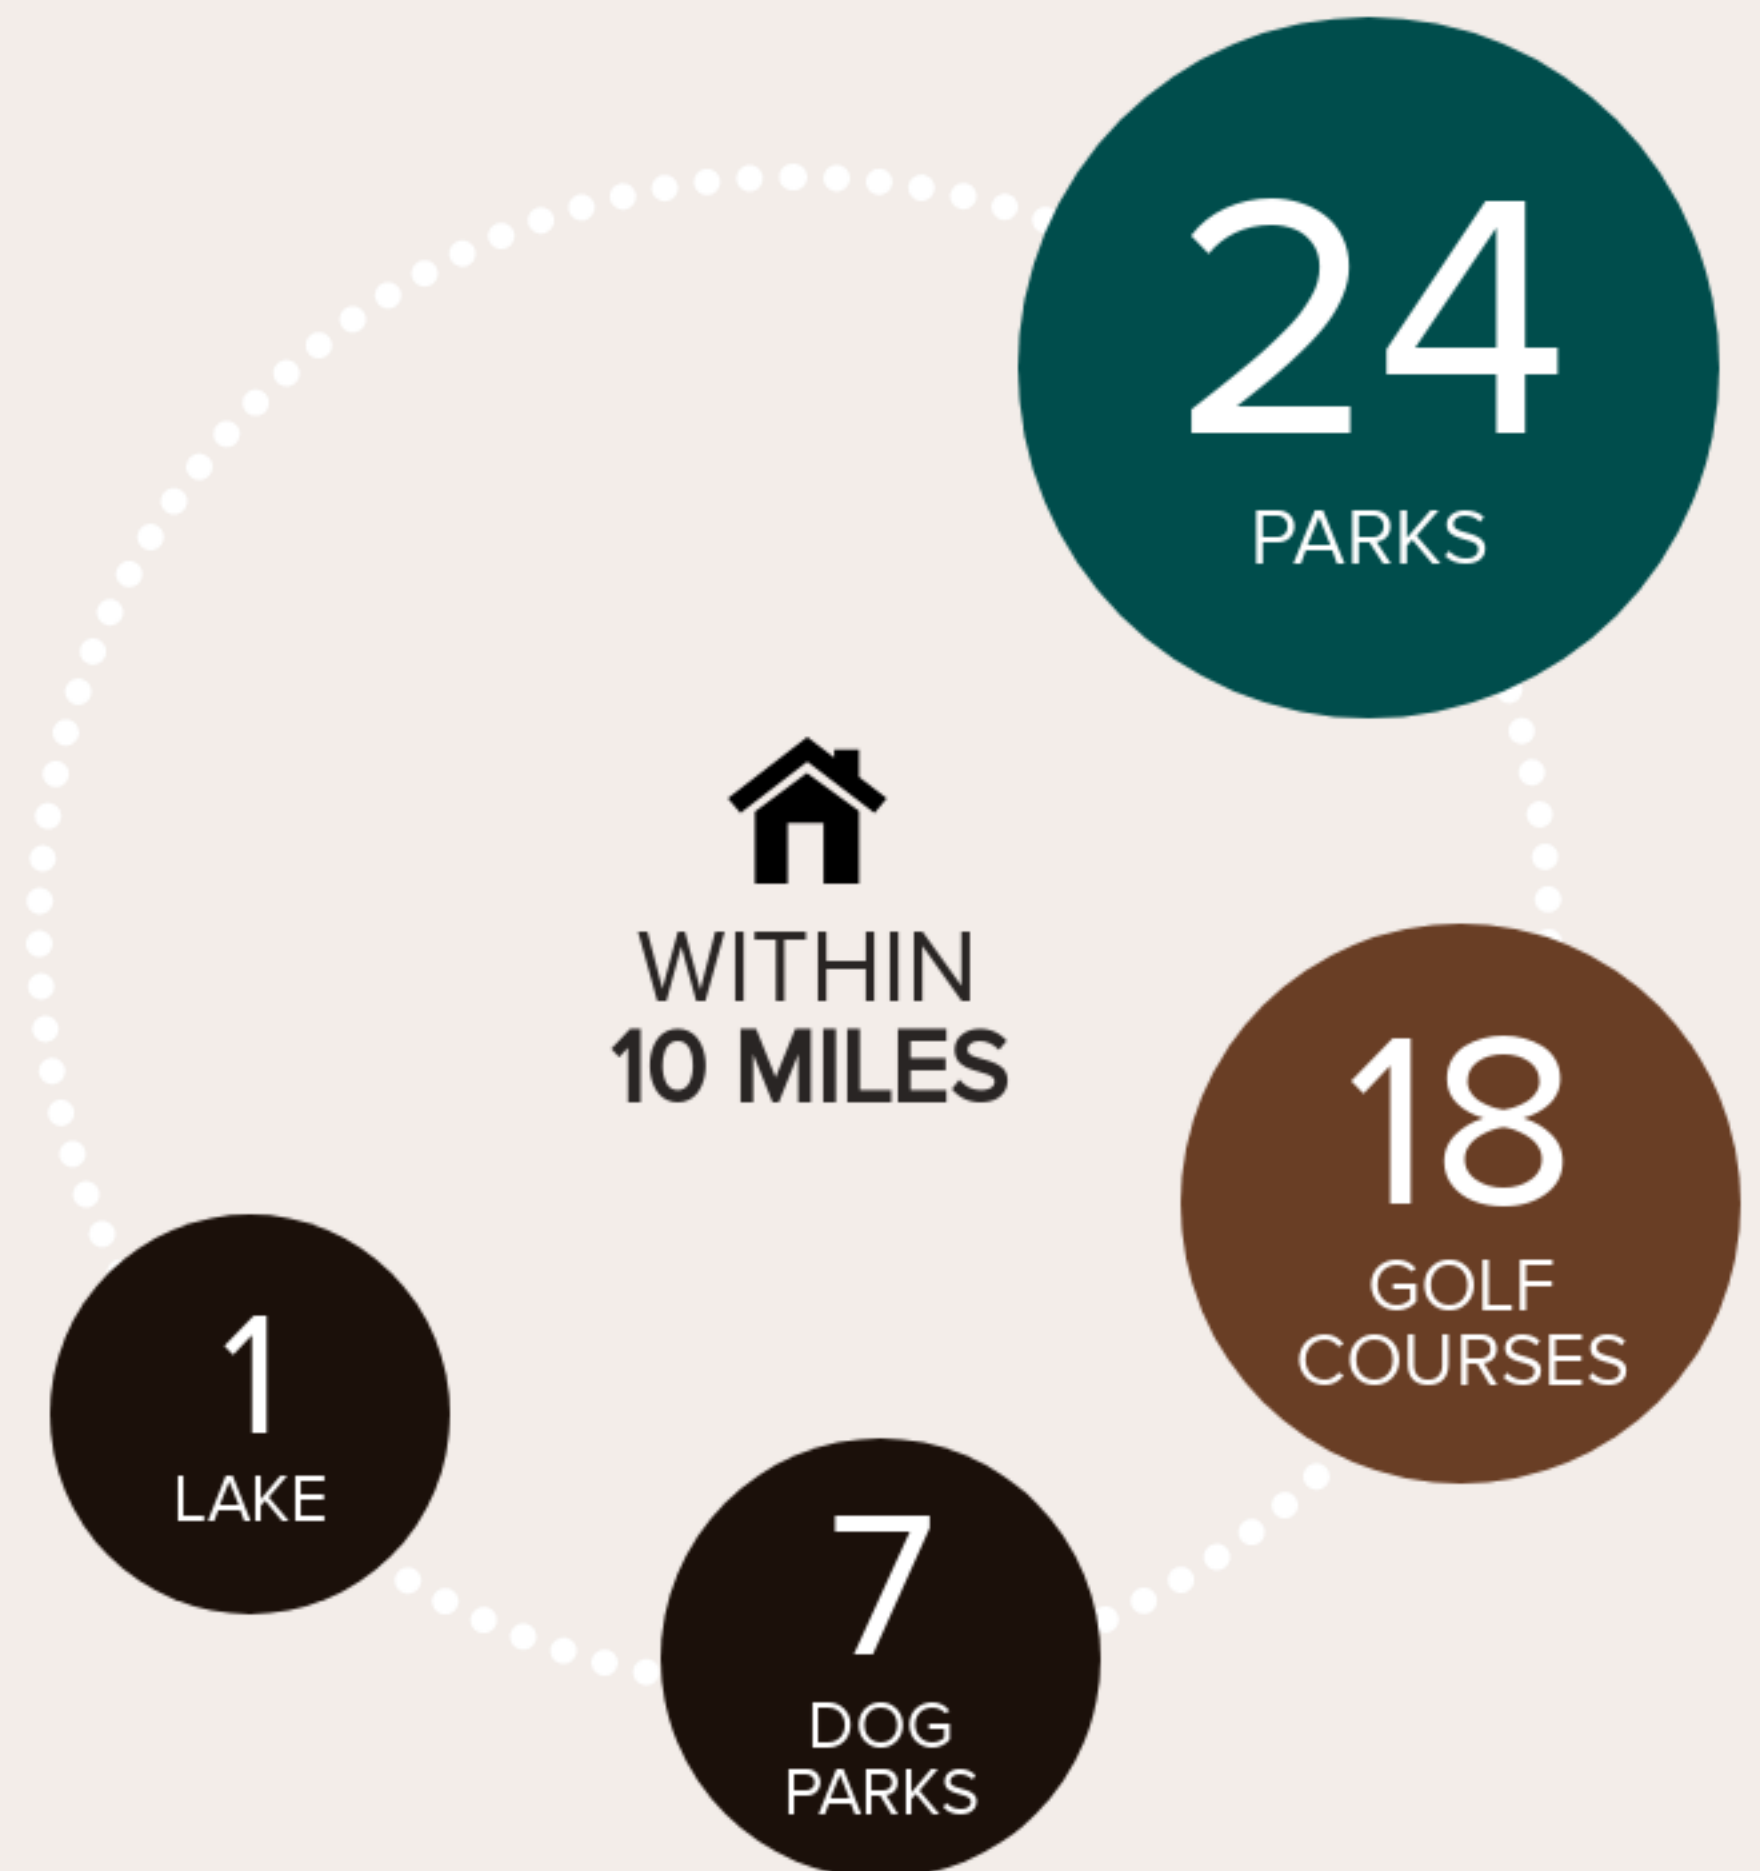 24
PARKS
WITHIN
10 MILES
18
GOLF
COURSES
1
LAKE
7
DOG
PARKS